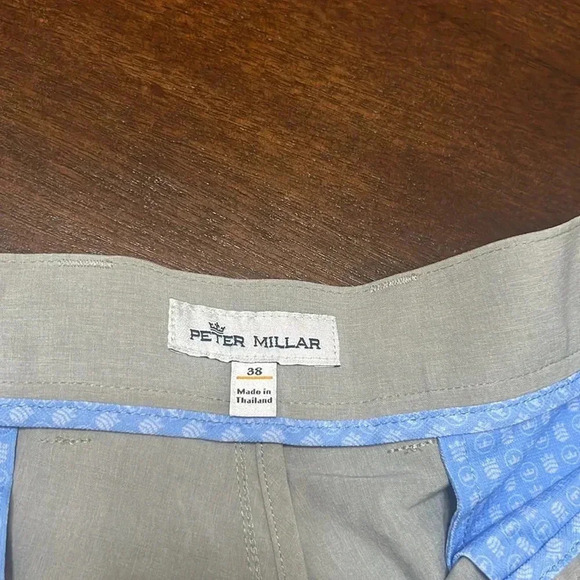 PETER MILLAR
38
Made in
Thailand